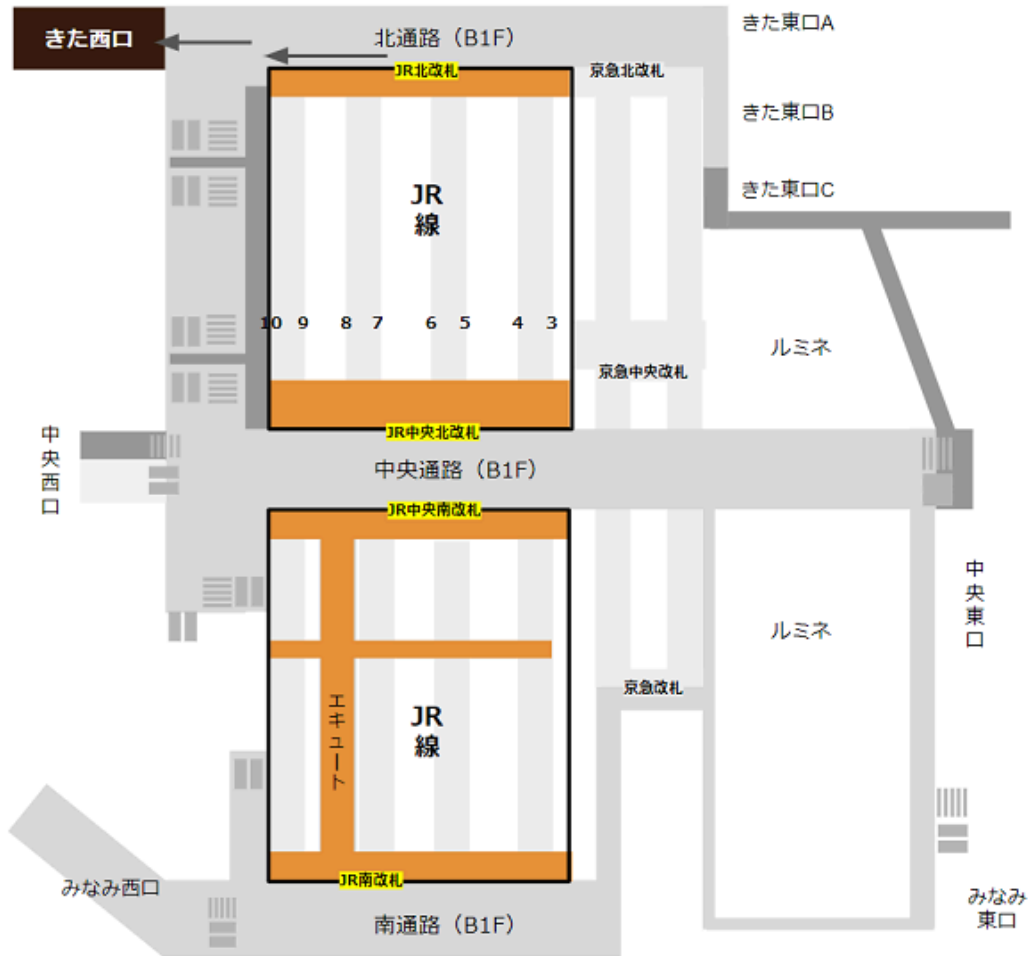 きた西口
北通路（B1F）
きた東口A
JR北改札
京急北改札
きた東口B
きた東口C
JR
線
10 9 8 7 6 5 4 3
ルミネ
京急中央改札
JR中央北改札
中央西口
中央通路（B1F）
JR中央南改札
中央東口
ルミネ
京急改札
エキュート
JR
線
JR南改札
みなみ西口
みなみ
東口
南通路（B1F）